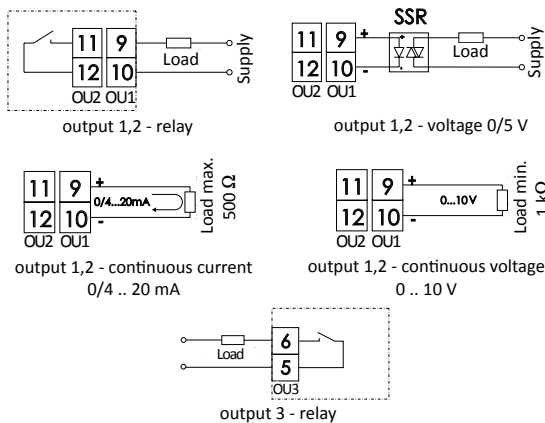 11 9
12 10
OU2 OU1
Load
Supply
output 1,2 - relay
SSR
11 9 +
12 10 -
OU2 OU1
Load
Supply
output 1,2 - voltage 0/5 V
11 9 +
12 10 -
OU2 OU1
0/4...20mA
Load max.
500 Ω
output 1,2 - continuous current
0/4 .. 20 mA
11 9 +
12 10 -
OU2 OU1
0...10V
Load min.
1 kΩ
output 1,2 - continuous voltage
0 .. 10 V
Load
6
5
OU3
output 3 - relay